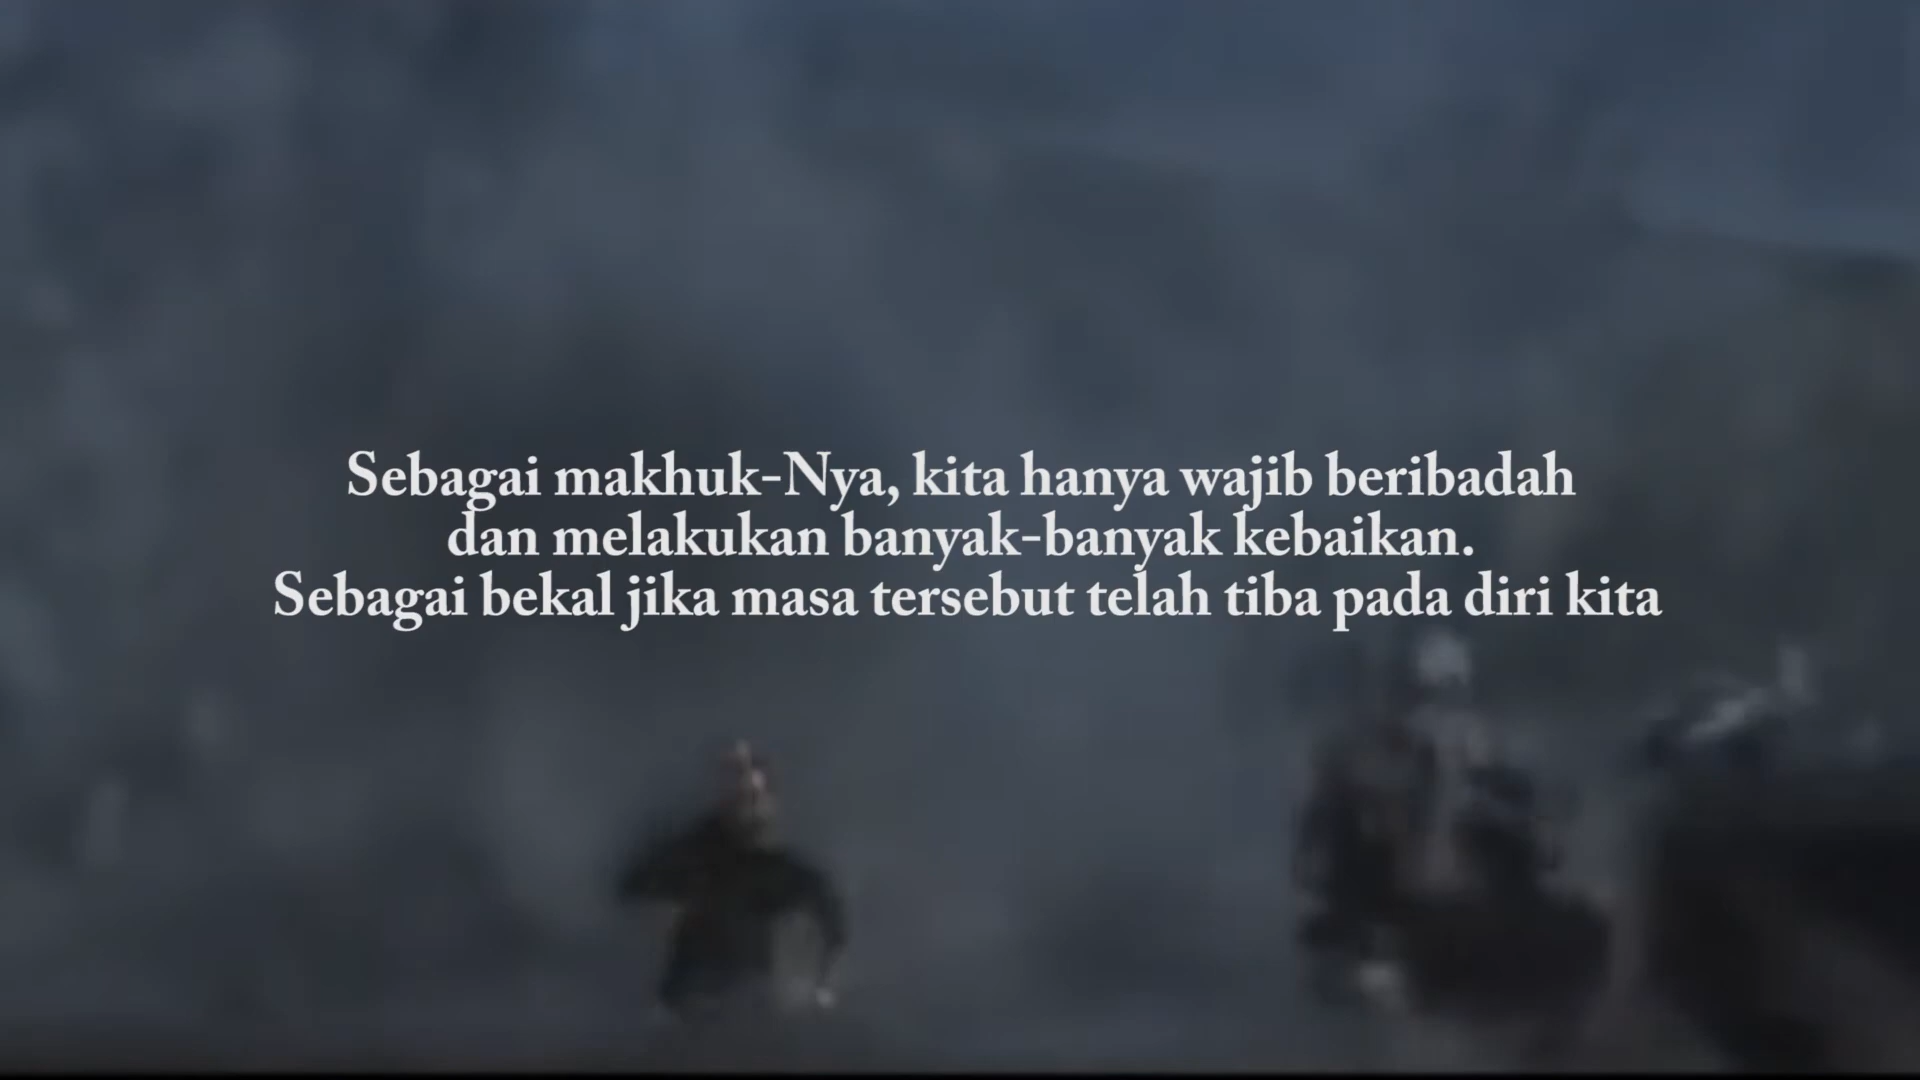 Sebagai makhuk-Nya, kita hanya wajib beribadah
dan melakukan banyak-banyak kebaikan.
Sebagai bekal jika masa tersebut telah tiba pada diri kita